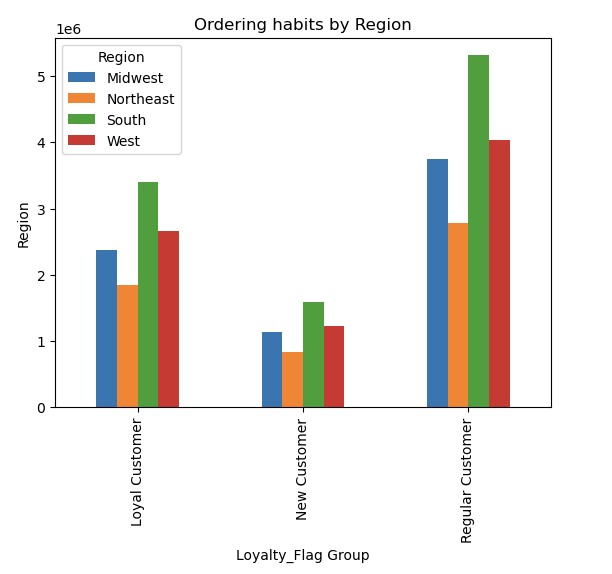 Ordering habits by Region
1e6
Region
Midwest
Northeast
South
West
5
4
3
2
1
0
Region
Loyal Customer
New Customer
Regular Customer
Loyalty_Flag Group